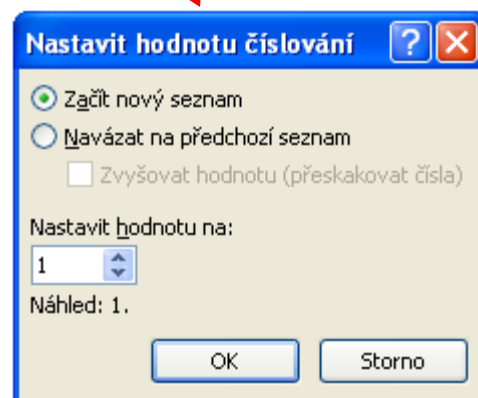 Nastavit hodnotu číslování
Začít nový seznam
Navázat na předchozí seznam
Zvyšovat hodnotu (přeskakovat čísla)
Nastavit hodnotu na:
1
Náhled: 1.
OK Storno